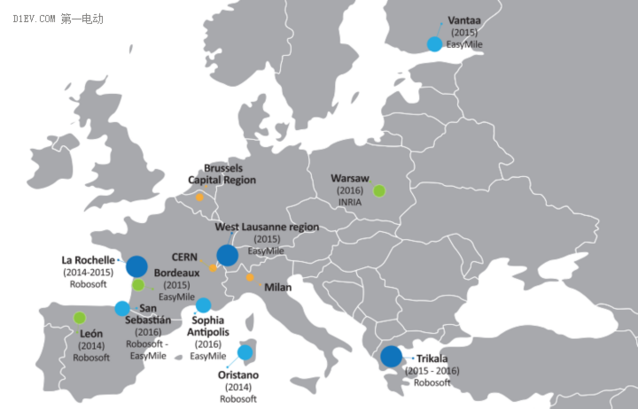 D1EV.COM 第一电动
Vantaa
(2015)
EasyMile
Brussels
Capital Region
Warsaw
(2016)
INRIA
West Lausanne region
(2015)
EasyMile
La Rochelle
(2014-2015)
Robosoft
CERN
Bordeaux
(2015)
EasyMile
Milan
San
Sebastián
(2016)
Robosoft -
EasyMile
León
(2014)
Robosoft
Sophia
Antipolis
(2016)
EasyMile
Oristano
(2014)
Robosoft
Trikala
(2015 - 2016)
Robosoft